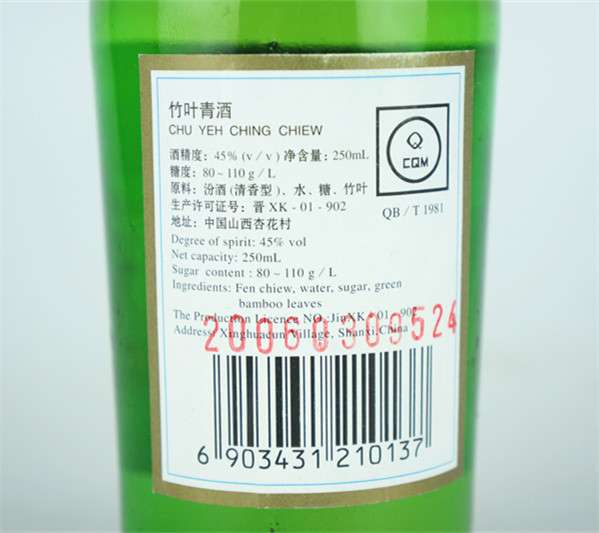 竹叶青酒
CHU YEH CHING CHIEW
酒精度：45% (v/v) 净含量：250mL
糖度：80～110 g / L
原料：汾酒(清香型)、水、糖、竹叶
生产许可证号：晋 XK - 01 - 902
地址：中国山西杏花村
Q
CQM
QB / T 1981
Degree of spirit: 45% vol
Net capacity: 250mL
Sugar content : 80～110 g / L
Ingredients: Fen chiew, water, sugar, green
bamboo leaves
The Production Licence NO.:JinXK - 01 - 902
Address: Xinghuacun Village, Shanxi,China
20060309524
6 903431 210137